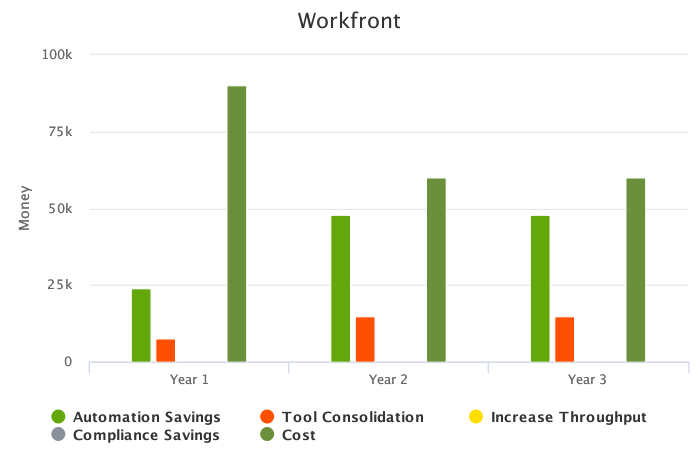 Workfront
100k
75k
50k
25k
0
Money
Year 1
Year 2
Year 3
Automation Savings
Tool Consolidation
Increase Throughput
Compliance Savings
Cost